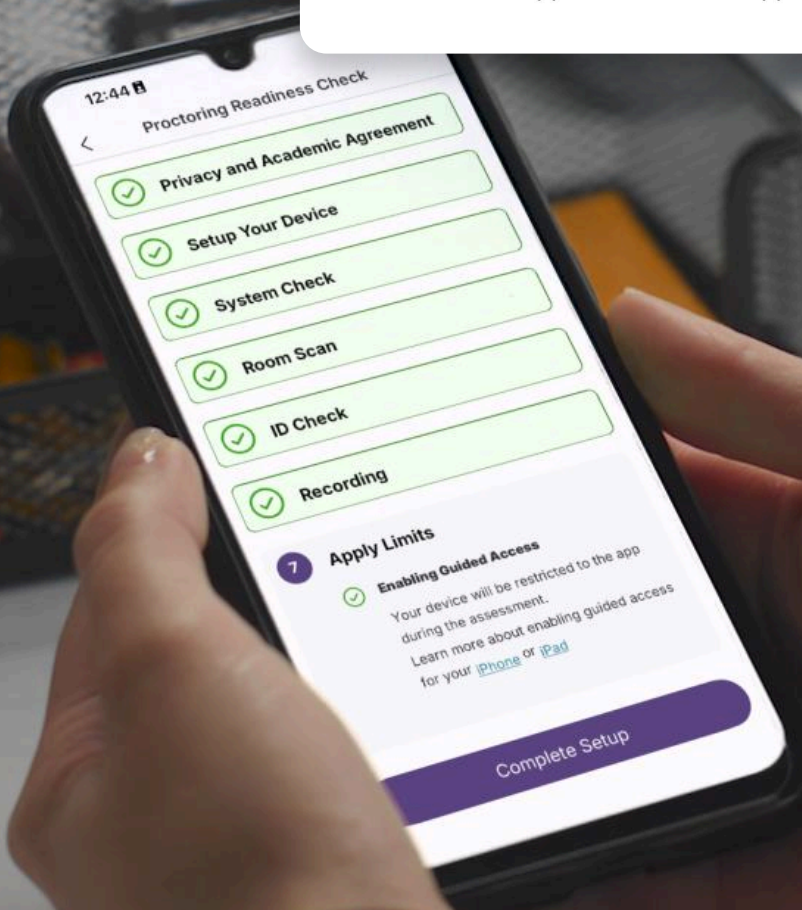 12:44
Proctoring Readiness Check
Privacy and Academic Agreement
Setup Your Device
System Check
Room Scan
ID Check
Recording
7 Apply Limits
Enabling Guided Access
Your device will be restricted to the app
during the assessment.
Learn more about enabling guided access
for your iPhone or iPad
Complete Setup